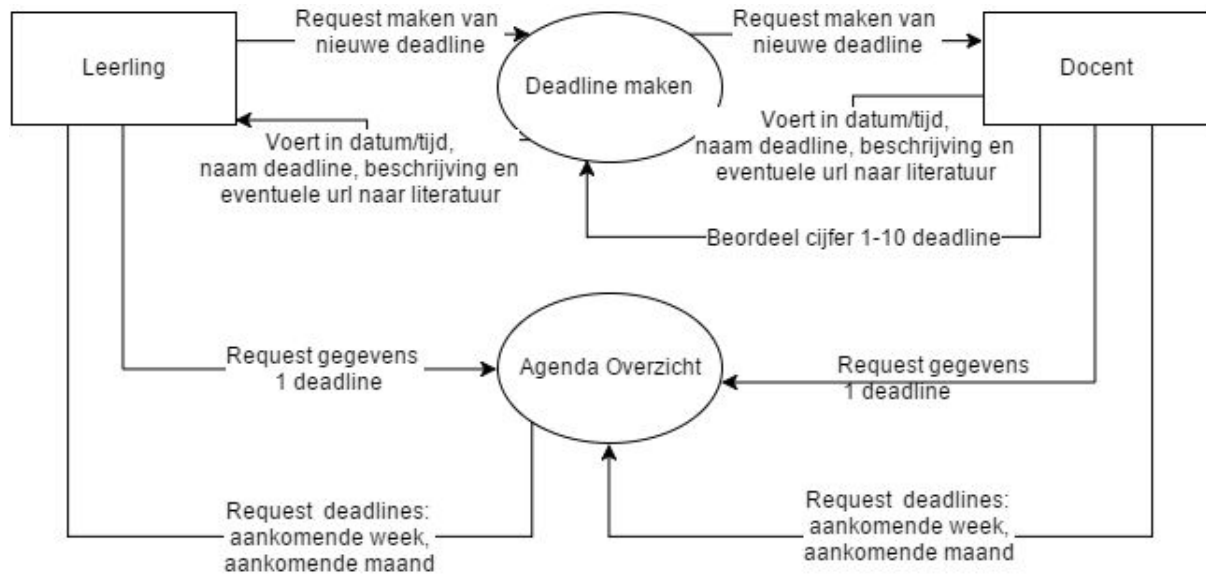 Leerling
Request maken van
nieuwe deadline
Deadline maken
Request maken van
nieuwe deadline
Docent
Voert in datum/tijd,
naam deadline, beschrijving en
eventuele url naar literatuur
Voert in datum/tijd,
naam deadline, beschrijving en
eventuele url naar literatuur
Beordeel cijfer 1-10 deadline
Request gegevens
1 deadline
Agenda Overzicht
Request gegevens
1 deadline
Request deadlines:
aankomende week,
aankomende maand
Request deadlines:
aankomende week,
aankomende maand